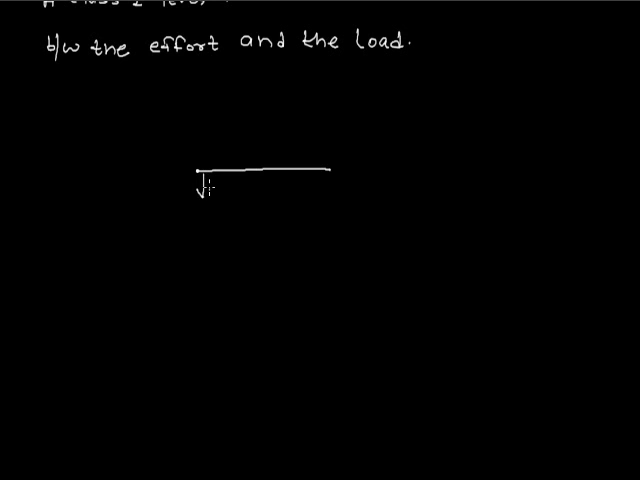 b/w the effort and the load.